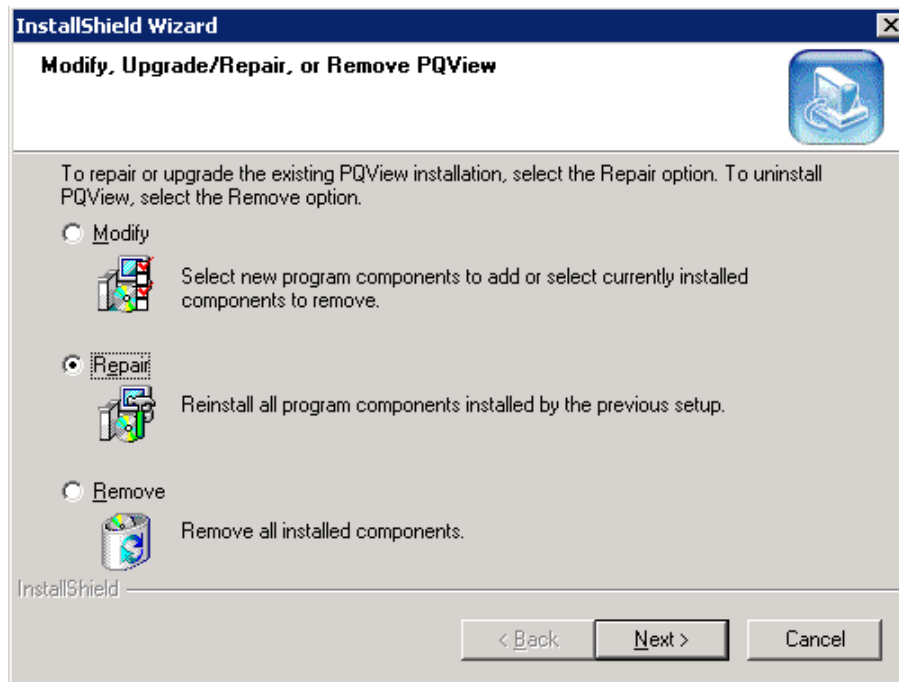 InstallShield Wizard
Modify, Upgrade/Repair, or Remove PQView
To repair or upgrade the existing PQView installation, select the Repair option. To uninstall
PQView, select the Remove option.
Modify
Select new program components to add or select currently installed
components to remove.
Repair
Reinstall all program components installed by the previous setup.
Remove
Remove all installed components.
InstallShield
< Back
Next >
Cancel